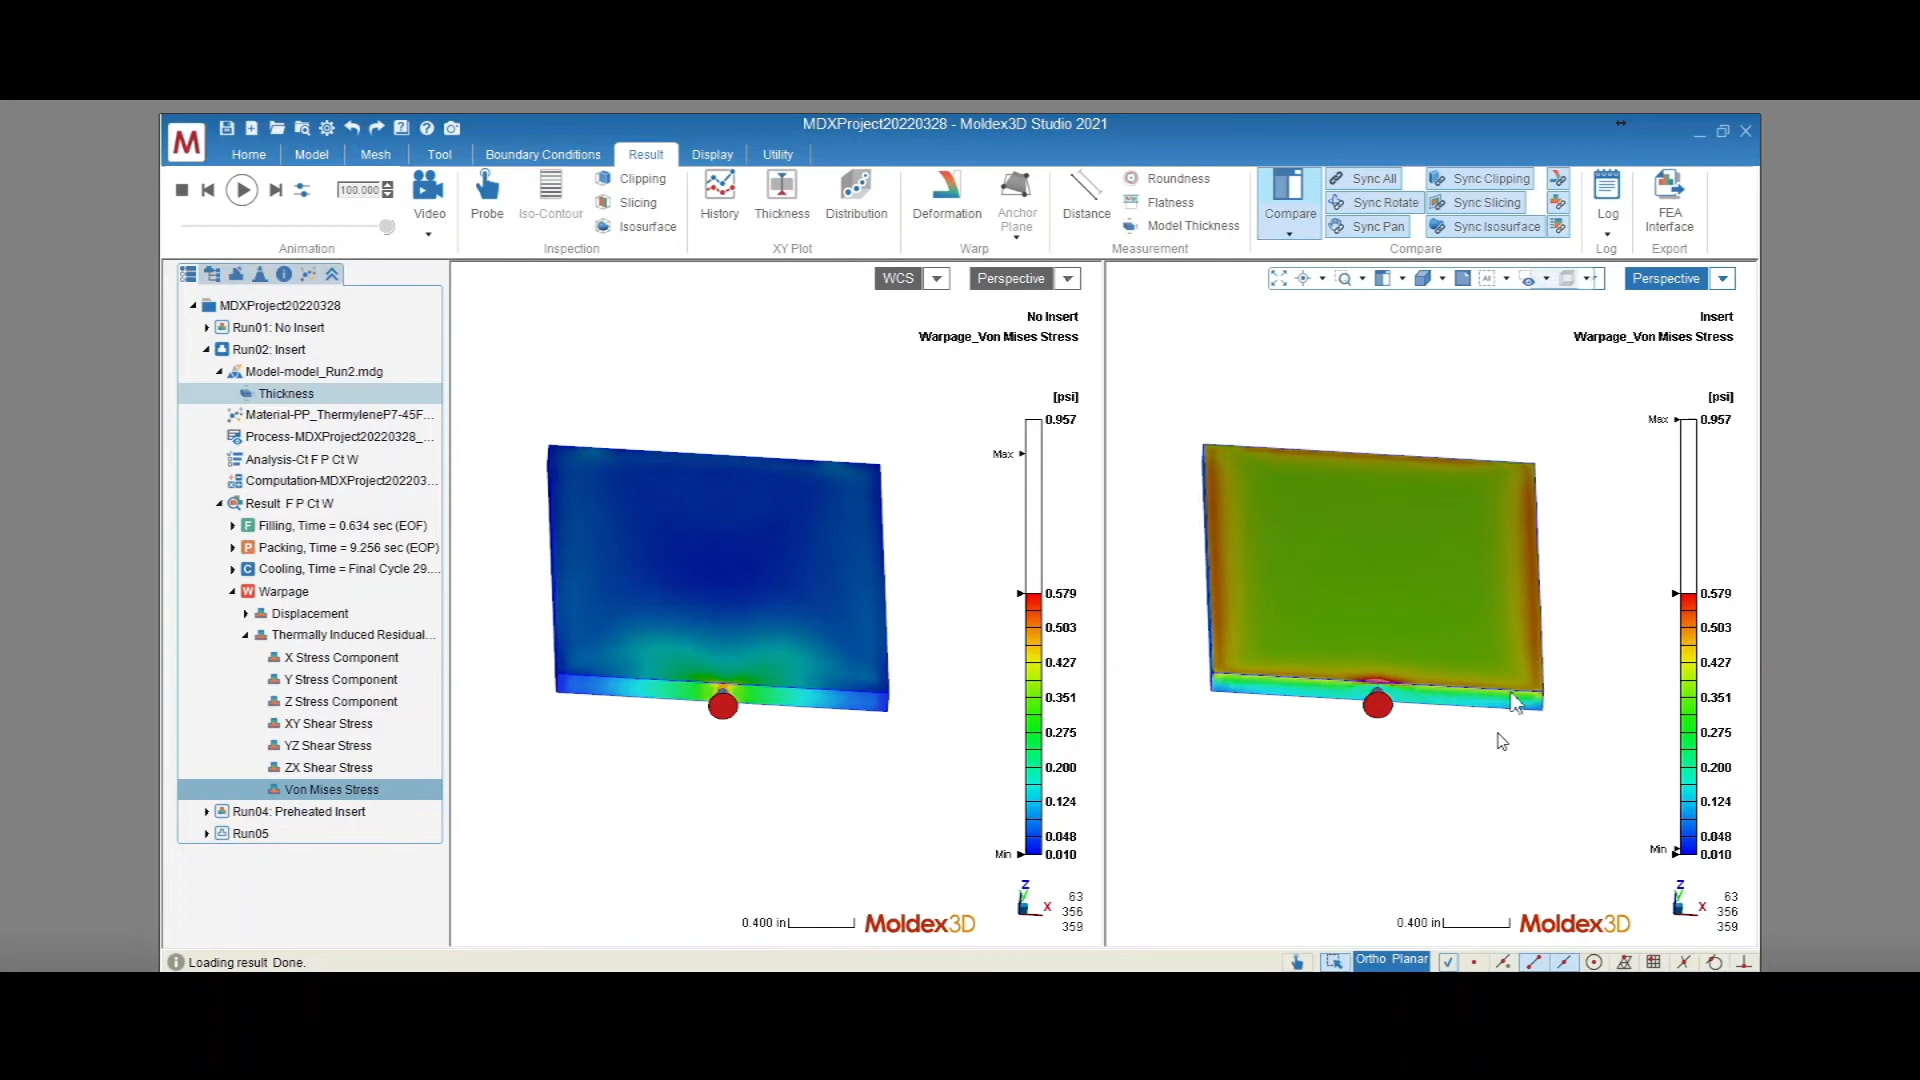 MDXProject20220328 - Moldex3D Studio 2021
M
Home Model Mesh Tool Boundary Conditions Result Display Utility
100.000
Video
Animation
Probe
Iso-Contour
Clipping
Slicing
Isosurface
Inspection
History
Thickness
Distribution
XY Plot
Deformation
Anchor
Plane
Warp
Distance
Roundness
Flatness
Model Thickness
Measurement
Compare
Sync All
Sync Rotate
Sync Pan
Sync Clipping
Sync Slicing
Sync Isosurface
Compare
Log
Log
FEA
Interface
Export
MDXProject20220328
Run01: No Insert
Run02: Insert
Model-model_Run2.mdg
Thickness
Material-PP_ThermyleneP7-45F...
Process-MDXProject20220328_...
Analysis-Ct F P Ct W
Computation-MDXProject202203...
Result F P Ct W
F Filling, Time = 0.634 sec (EOF)
P Packing, Time = 9.256 sec (EOP)
C Cooling, Time = Final Cycle 29....
W Warpage
Displacement
Thermally Induced Residual...
X Stress Component
Y Stress Component
Z Stress Component
XY Shear Stress
YZ Shear Stress
ZX Shear Stress
Von Mises Stress
Run04: Preheated Insert
Run05
WCS Perspective
No Insert
Warpage_Von Mises Stress
[psi]
0.957
Max
0.579
0.503
0.427
0.351
0.275
0.200
0.124
0.048
Min 0.010
Z
X
63
356
359
0.400 in
Moldex3D
Perspective
Insert
Warpage_Von Mises Stress
[psi]
Max 0.957
0.579
0.503
0.427
0.351
0.275
0.200
0.124
0.048
Min 0.010
Z
X
63
356
359
0.400 in
Moldex3D
Loading result Done.
Ortho Planar